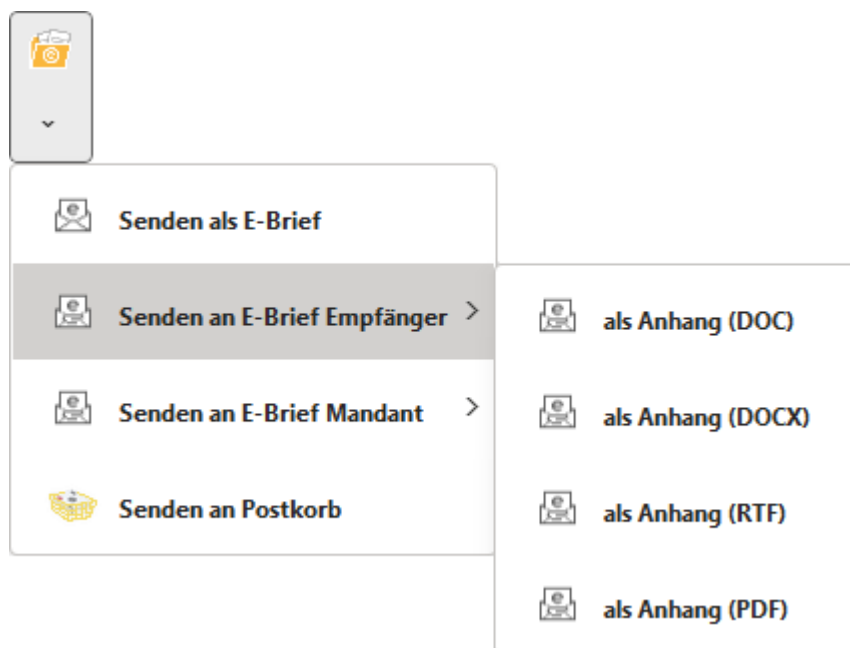 Senden als E-Brief
Senden an E-Brief Empfänger
Senden an E-Brief Mandant
Senden an Postkorb
als Anhang (DOC)
als Anhang (DOCX)
als Anhang (RTF)
als Anhang (PDF)